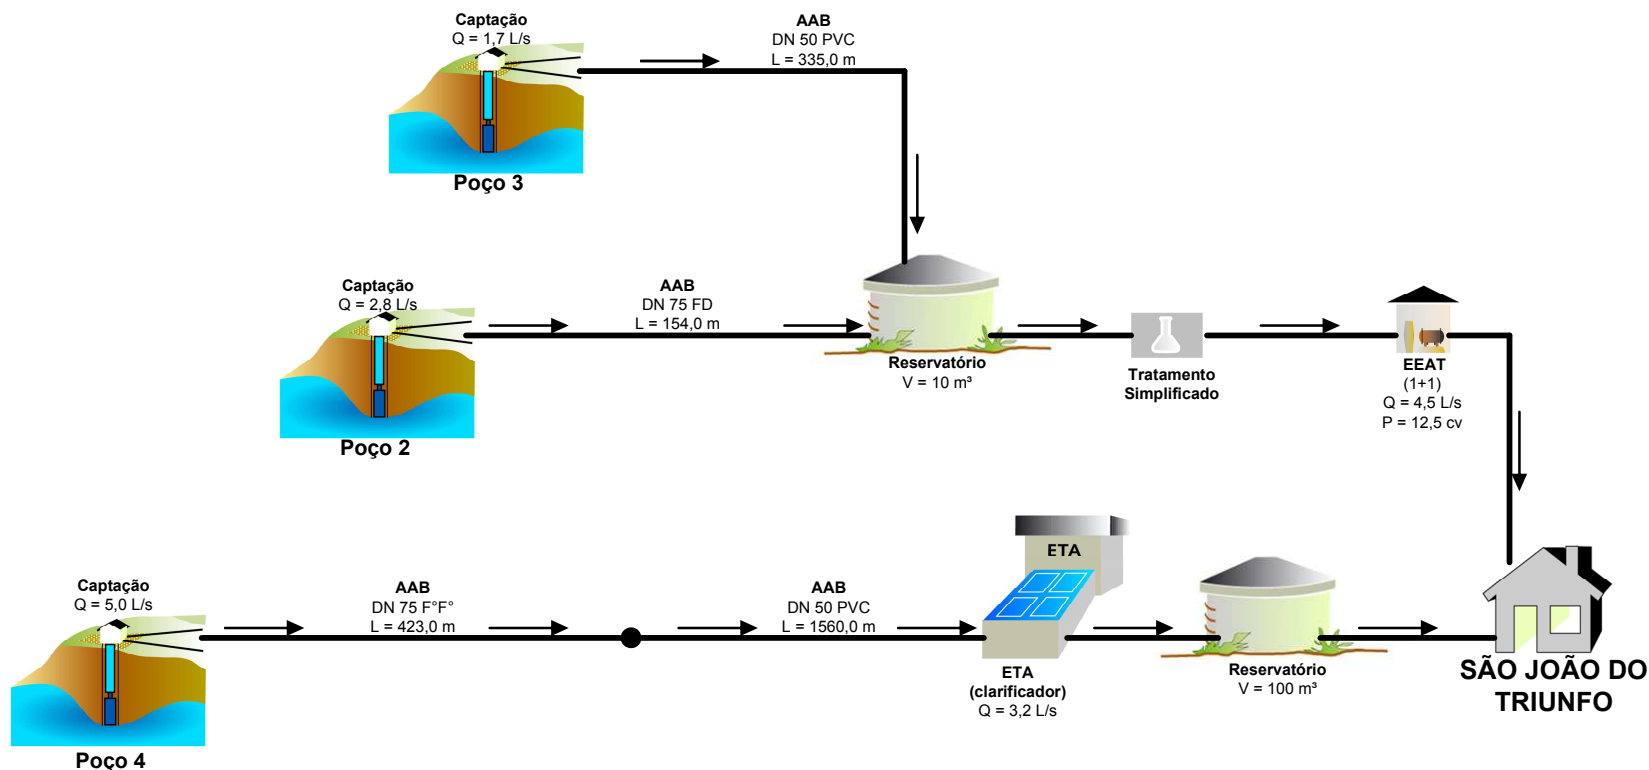 Captação
Q = 1,7 L/s
AAB
DN 50 PVC
L = 335,0 m
Poço 3
Captação
Q = 2,8 L/s
AAB
DN 75 FD
L = 154,0 m
Reservatório
V = 10 m³
Tratamento
Simplificado
EEAT
(1+1)
Q = 4,5 L/s
P = 12,5 cv
Poço 2
Captação
Q = 5,0 L/s
AAB
DN 75 F°F°
L = 423,0 m
AAB
DN 50 PVC
L = 1560,0 m
ETA
ETA
(clarificador)
Q = 3,2 L/s
Reservatório
V = 100 m³
SÃO JOÃO DO
TRIUNFO
Poço 4